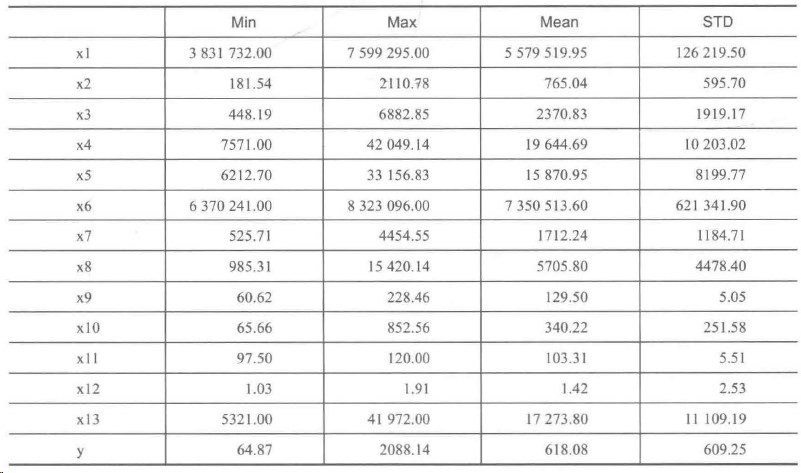 Min Max Mean STD
x1 3 831 732.00 7 599 295.00 5 579 519.95 126 219.50
x2 181.54 2110.78 765.04 595.70
x3 448.19 6882.85 2370.83 1919.17
x4 7571.00 42 049.14 19 644.69 10 203.02
x5 6212.70 33 156.83 15 870.95 8199.77
x6 6 370 241.00 8 323 096.00 7 350 513.60 621 341.90
x7 525.71 4454.55 1712.24 1184.71
x8 985.31 15 420.14 5705.80 4478.40
x9 60.62 228.46 129.50 5.05
x10 65.66 852.56 340.22 251.58
x11 97.50 120.00 103.31 5.51
x12 1.03 1.91 1.42 2.53
x13 5321.00 41 972.00 17 273.80 11 109.19
y 64.87 2088.14 618.08 609.25